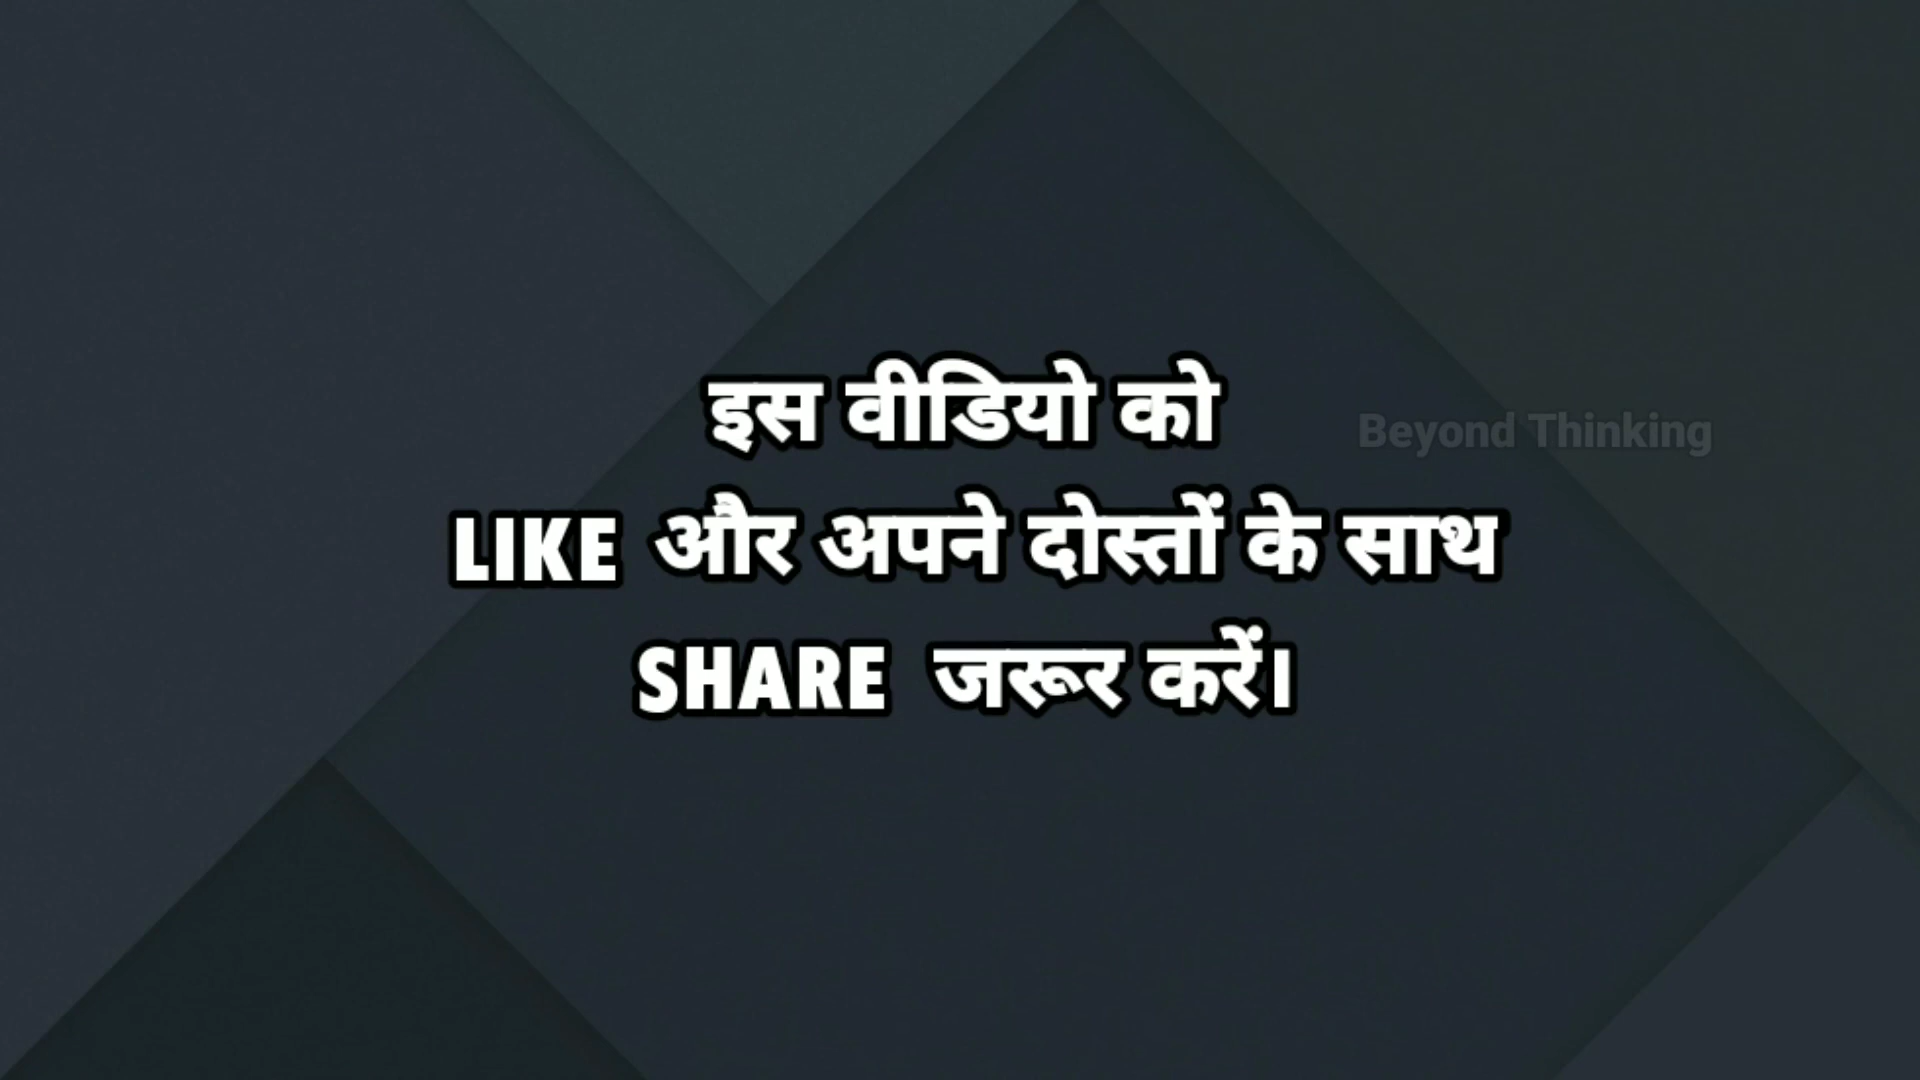 इस वीडियो को
Beyond Thinking
LIKE और अपने दोस्तों के साथ
SHARE जरूर करें।